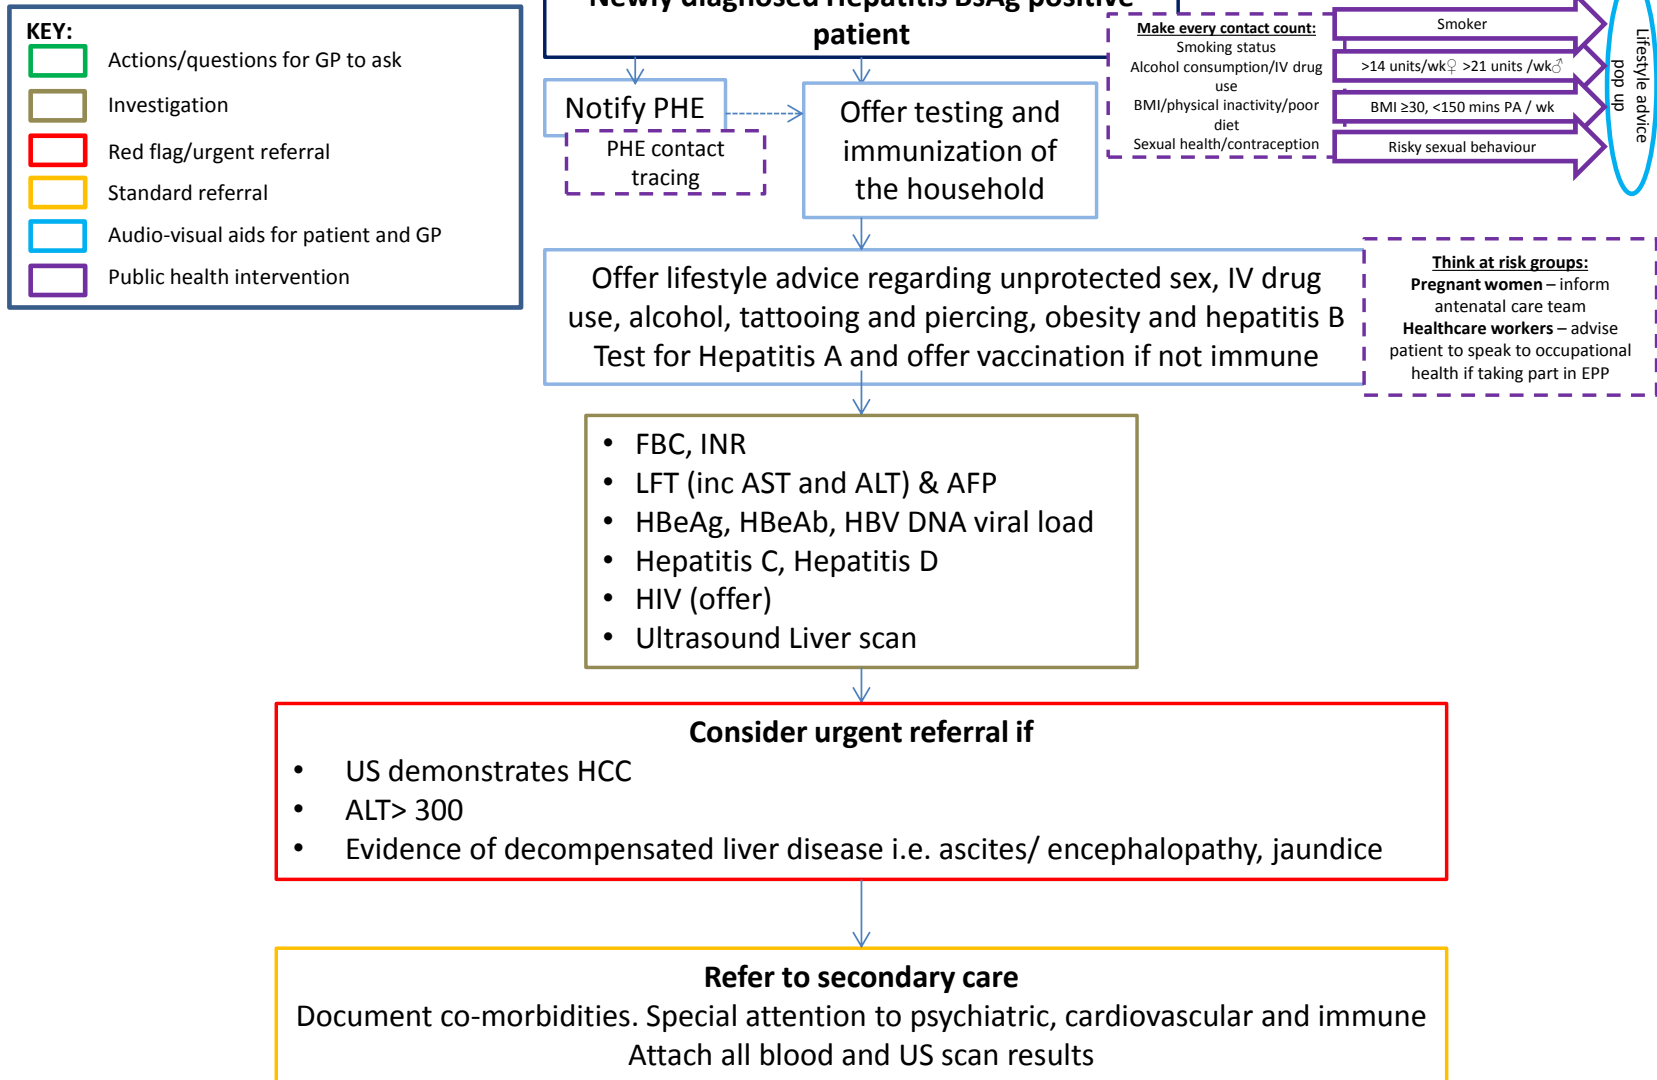 Newly diagnosed Hepatitis BsAg positive
patient
KEY:
Actions/questions for GP to ask
Investigation
Red flag/urgent referral
Standard referral
Audio-visual aids for patient and GP
Public health intervention
Notify PHE
PHE contact
tracing
Offer testing and
immunization of
the household
Make every contact count:
Smoking status
Alcohol consumption/IV drug
use
BMI/physical inactivity/poor
diet
Sexual health/contraception
Smoker
>14 units/wk♀ >21 units /wk♂
BMI ≥30, <150 mins PA / wk
Risky sexual behaviour
Lifestyle advice
pop up
Offer lifestyle advice regarding unprotected sex, IV drug
use, alcohol, tattooing and piercing, obesity and hepatitis B
Test for Hepatitis A and offer vaccination if not immune
Think at risk groups:
Pregnant women – inform
antenatal care team
Healthcare workers – advise
patient to speak to occupational
health if taking part in EPP
• FBC, INR
• LFT (inc AST and ALT) & AFP
• HBeAg, HBeAb, HBV DNA viral load
• Hepatitis C, Hepatitis D
• HIV (offer)
• Ultrasound Liver scan
Consider urgent referral if
• US demonstrates HCC
• ALT> 300
• Evidence of decompensated liver disease i.e. ascites/ encephalopathy, jaundice
Refer to secondary care
Document co-morbidities. Special attention to psychiatric, cardiovascular and immune
Attach all blood and US scan results